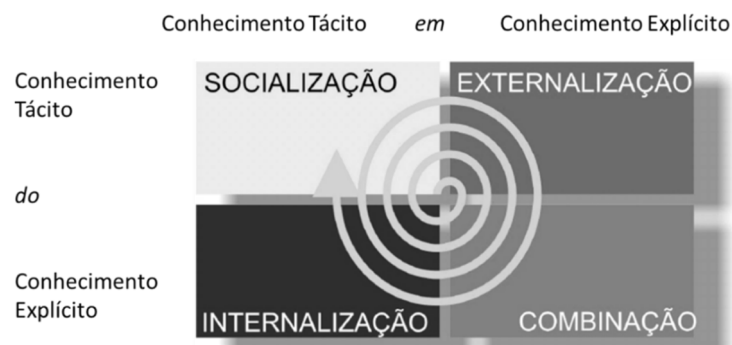 Conhecimento Tácito em Conhecimento Explícito
Conhecimento
Tácito
SOCIALIZAÇÃO
EXTERNALIZAÇÃO
do
Conhecimento
Explícito
INTERNALIZAÇÃO
COMBINAÇÃO